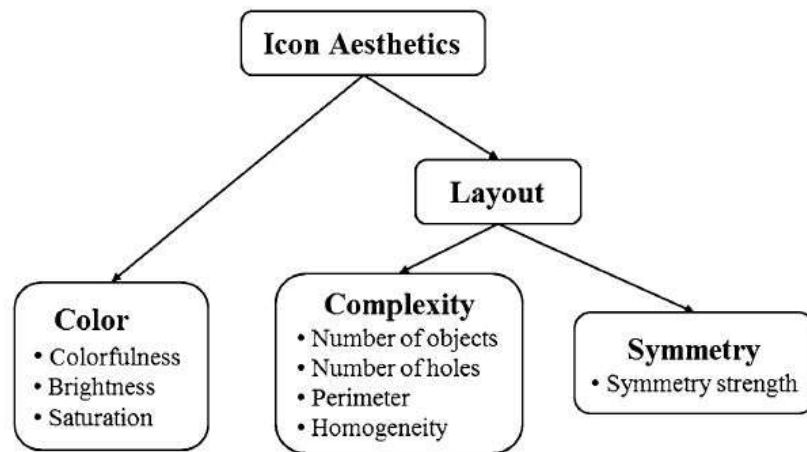 Icon Aesthetics
Layout
Color
• Colorfulness
• Brightness
• Saturation
Complexity
• Number of objects
• Number of holes
• Perimeter
• Homogeneity
Symmetry
• Symmetry strength